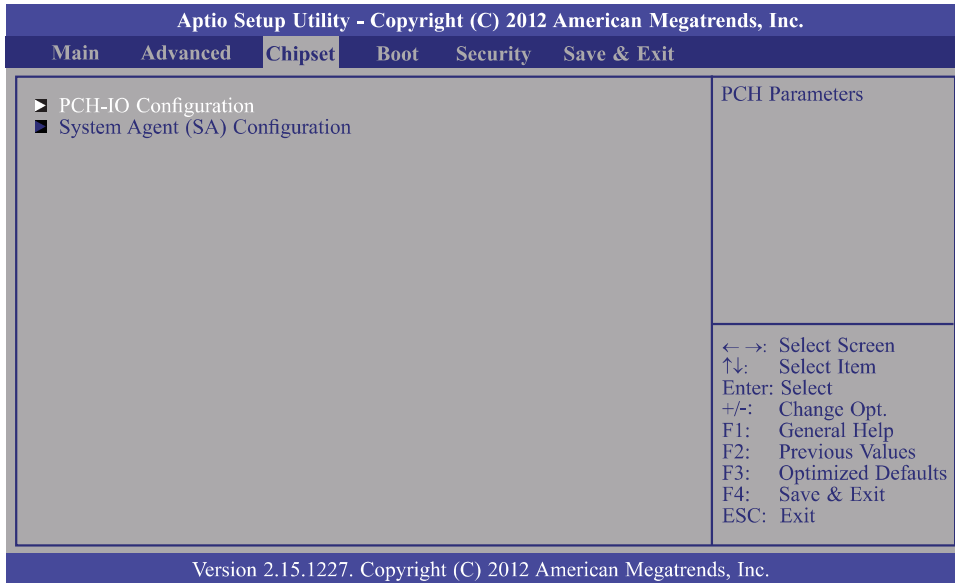 Aptio Setup Utility - Copyright (C) 2012 American Megatrends, Inc.
Main Advanced Chipset Boot Security Save & Exit
PCH-IO Configuration
System Agent (SA) Configuration
PCH Parameters
← →: Select Screen
↑↓: Select Item
Enter: Select
+/-: Change Opt.
F1: General Help
F2: Previous Values
F3: Optimized Defaults
F4: Save & Exit
ESC: Exit
Version 2.15.1227. Copyright (C) 2012 American Megatrends, Inc.